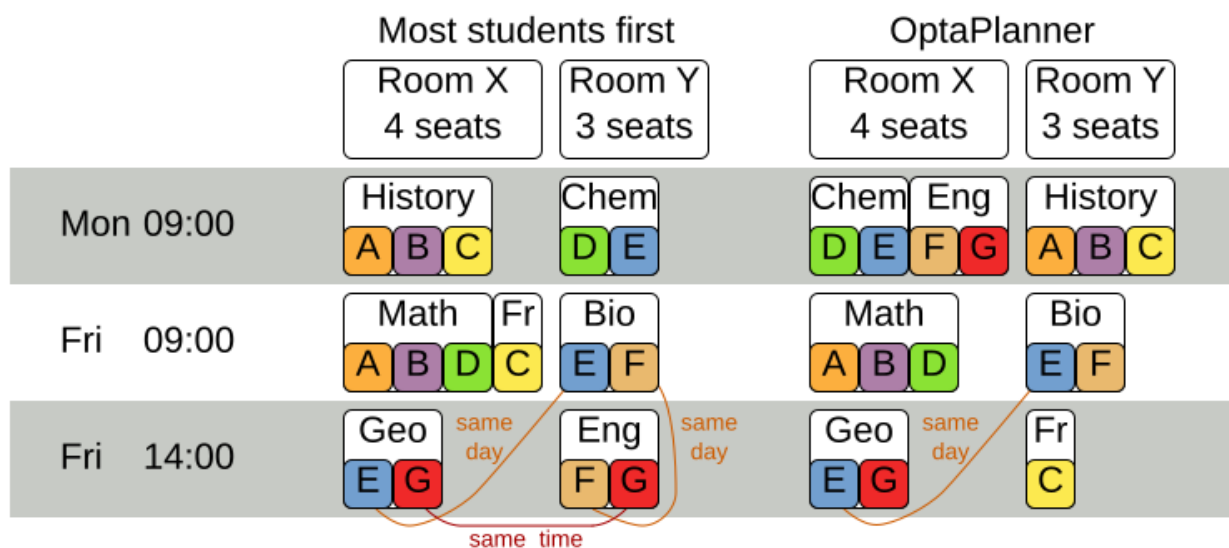 Most students first OptaPlanner
Room X Room Y Room X Room Y
4 seats 3 seats 4 seats 3 seats
History Chem Chem Eng History
Mon 09:00
A B C D E D E F G A B C
Math Fr Bio Math Bio
Fri 09:00
A B D C E F A B D E F
Geo same day Eng same day Geo same day Fr
Fri 14:00
E G F G E G C
same time